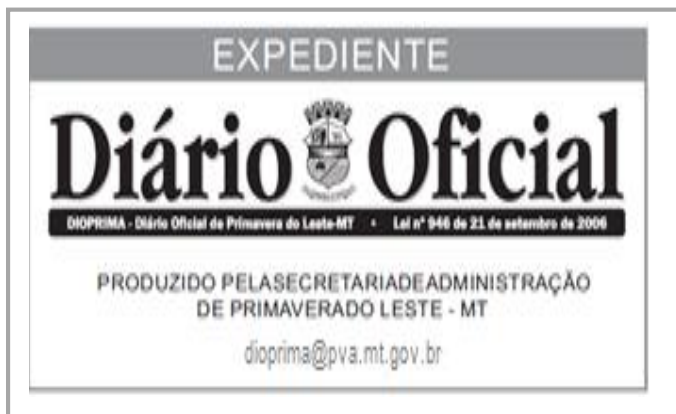 EXPEDIENTE
Diário Oficial
DIOPRIMA - Diário Oficial de Primavera do Leste-MT • Lei nº 946 de 21 de setembro de 2006
PRODUZIDO PELASECRETARIADEADMINISTRAÇÃO
DE PRIMAVERADO LESTE - MT
dioprima@pva.mt.gov.br